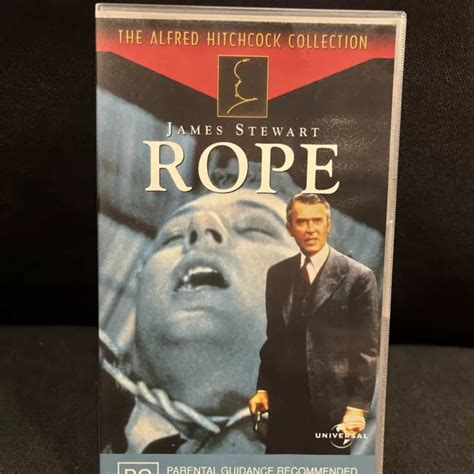 THE ALFRED HITCHCOCK COLLECTION
JAMES STEWART
ROPE
UNIVERSAL
PG PARENTAL GUIDANCE RECOMMENDED